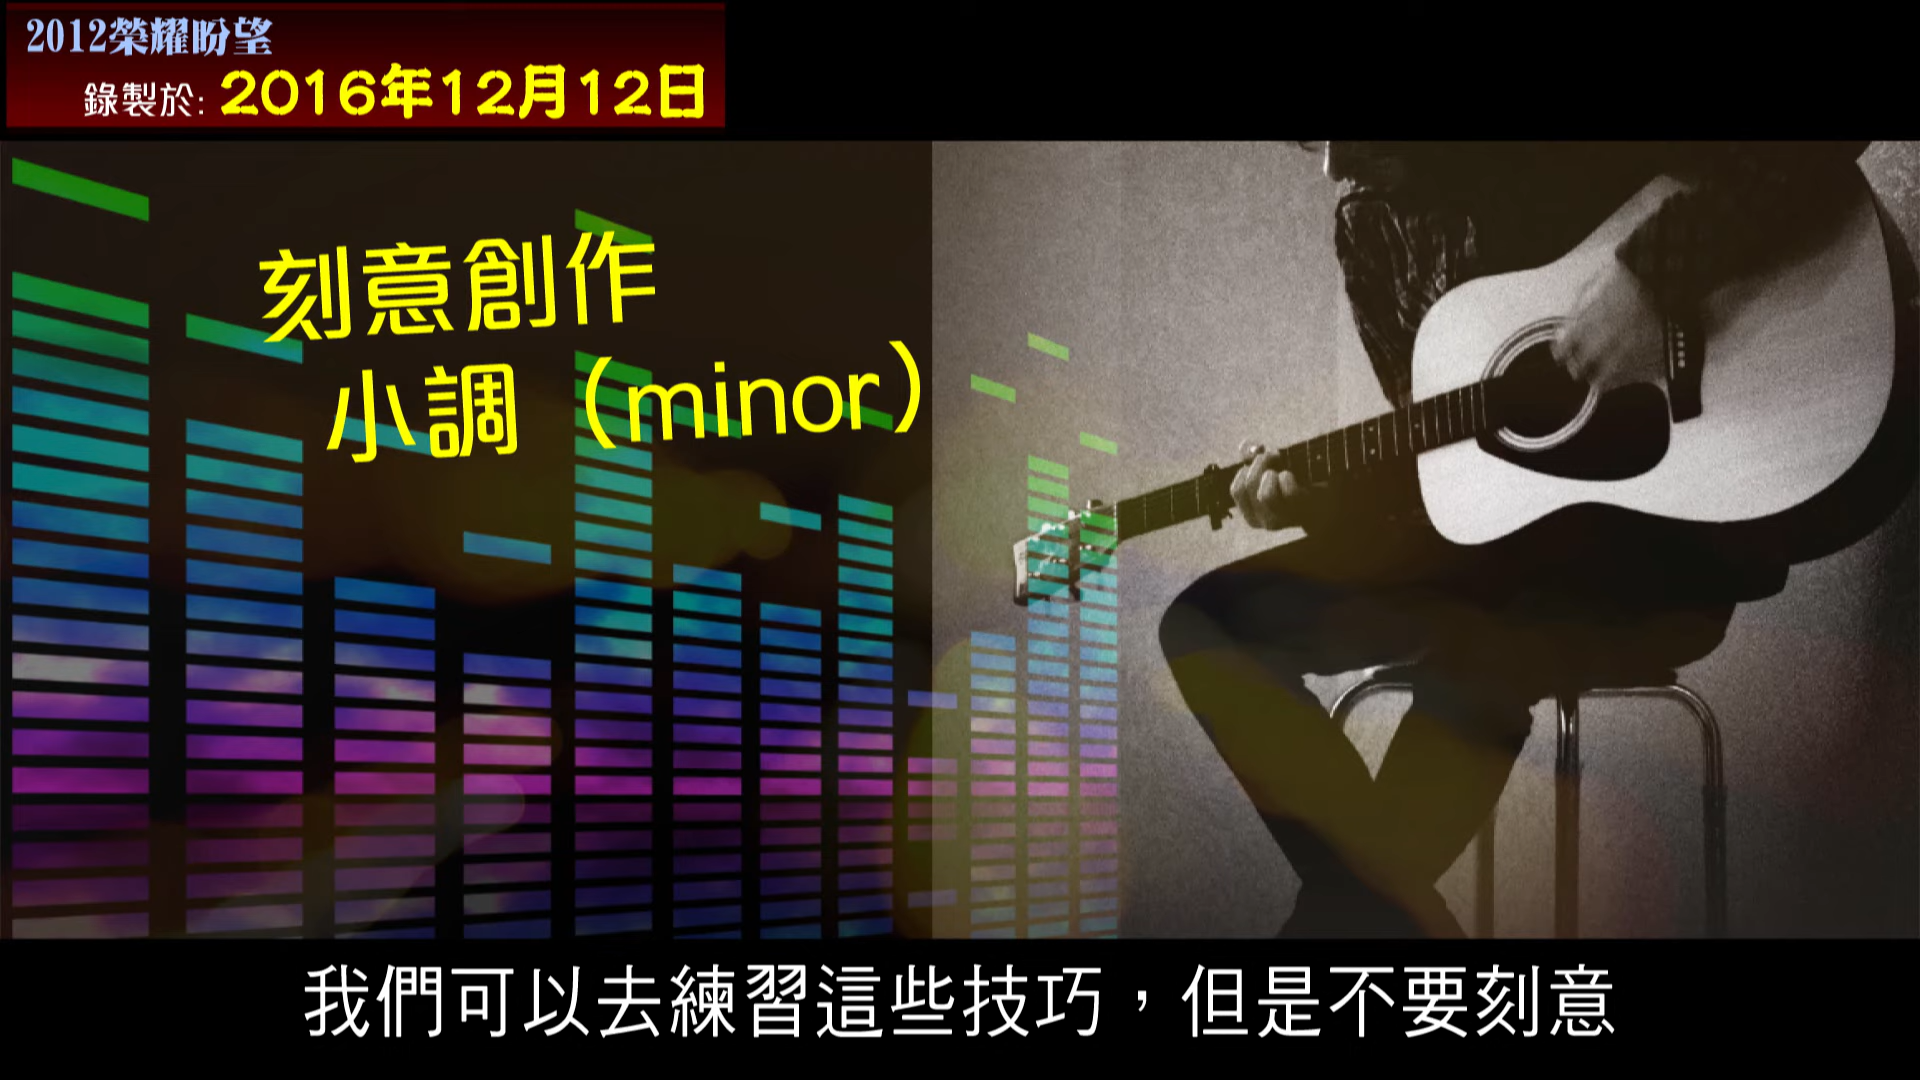 2012榮耀盼望
錄製於: 2016年12月12日
刻意創作
小調（minor）
我們可以去練習這些技巧，但是不要刻意